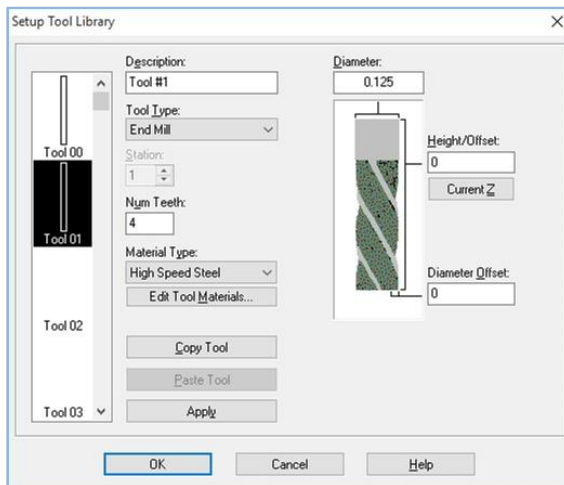 Setup Tool Library
Tool 00
Tool 01
Tool 02
Tool 03
Description:
Tool #1
Tool Type:
End Mill
Station:
1
Num Teeth:
4
Material Type:
High Speed Steel
Edit Tool Materials...
Copy Tool
Paste Tool
Apply
Diameter:
0.125
Height/Offset:
0
Current Z
Diameter Offset:
0
OK Cancel Help